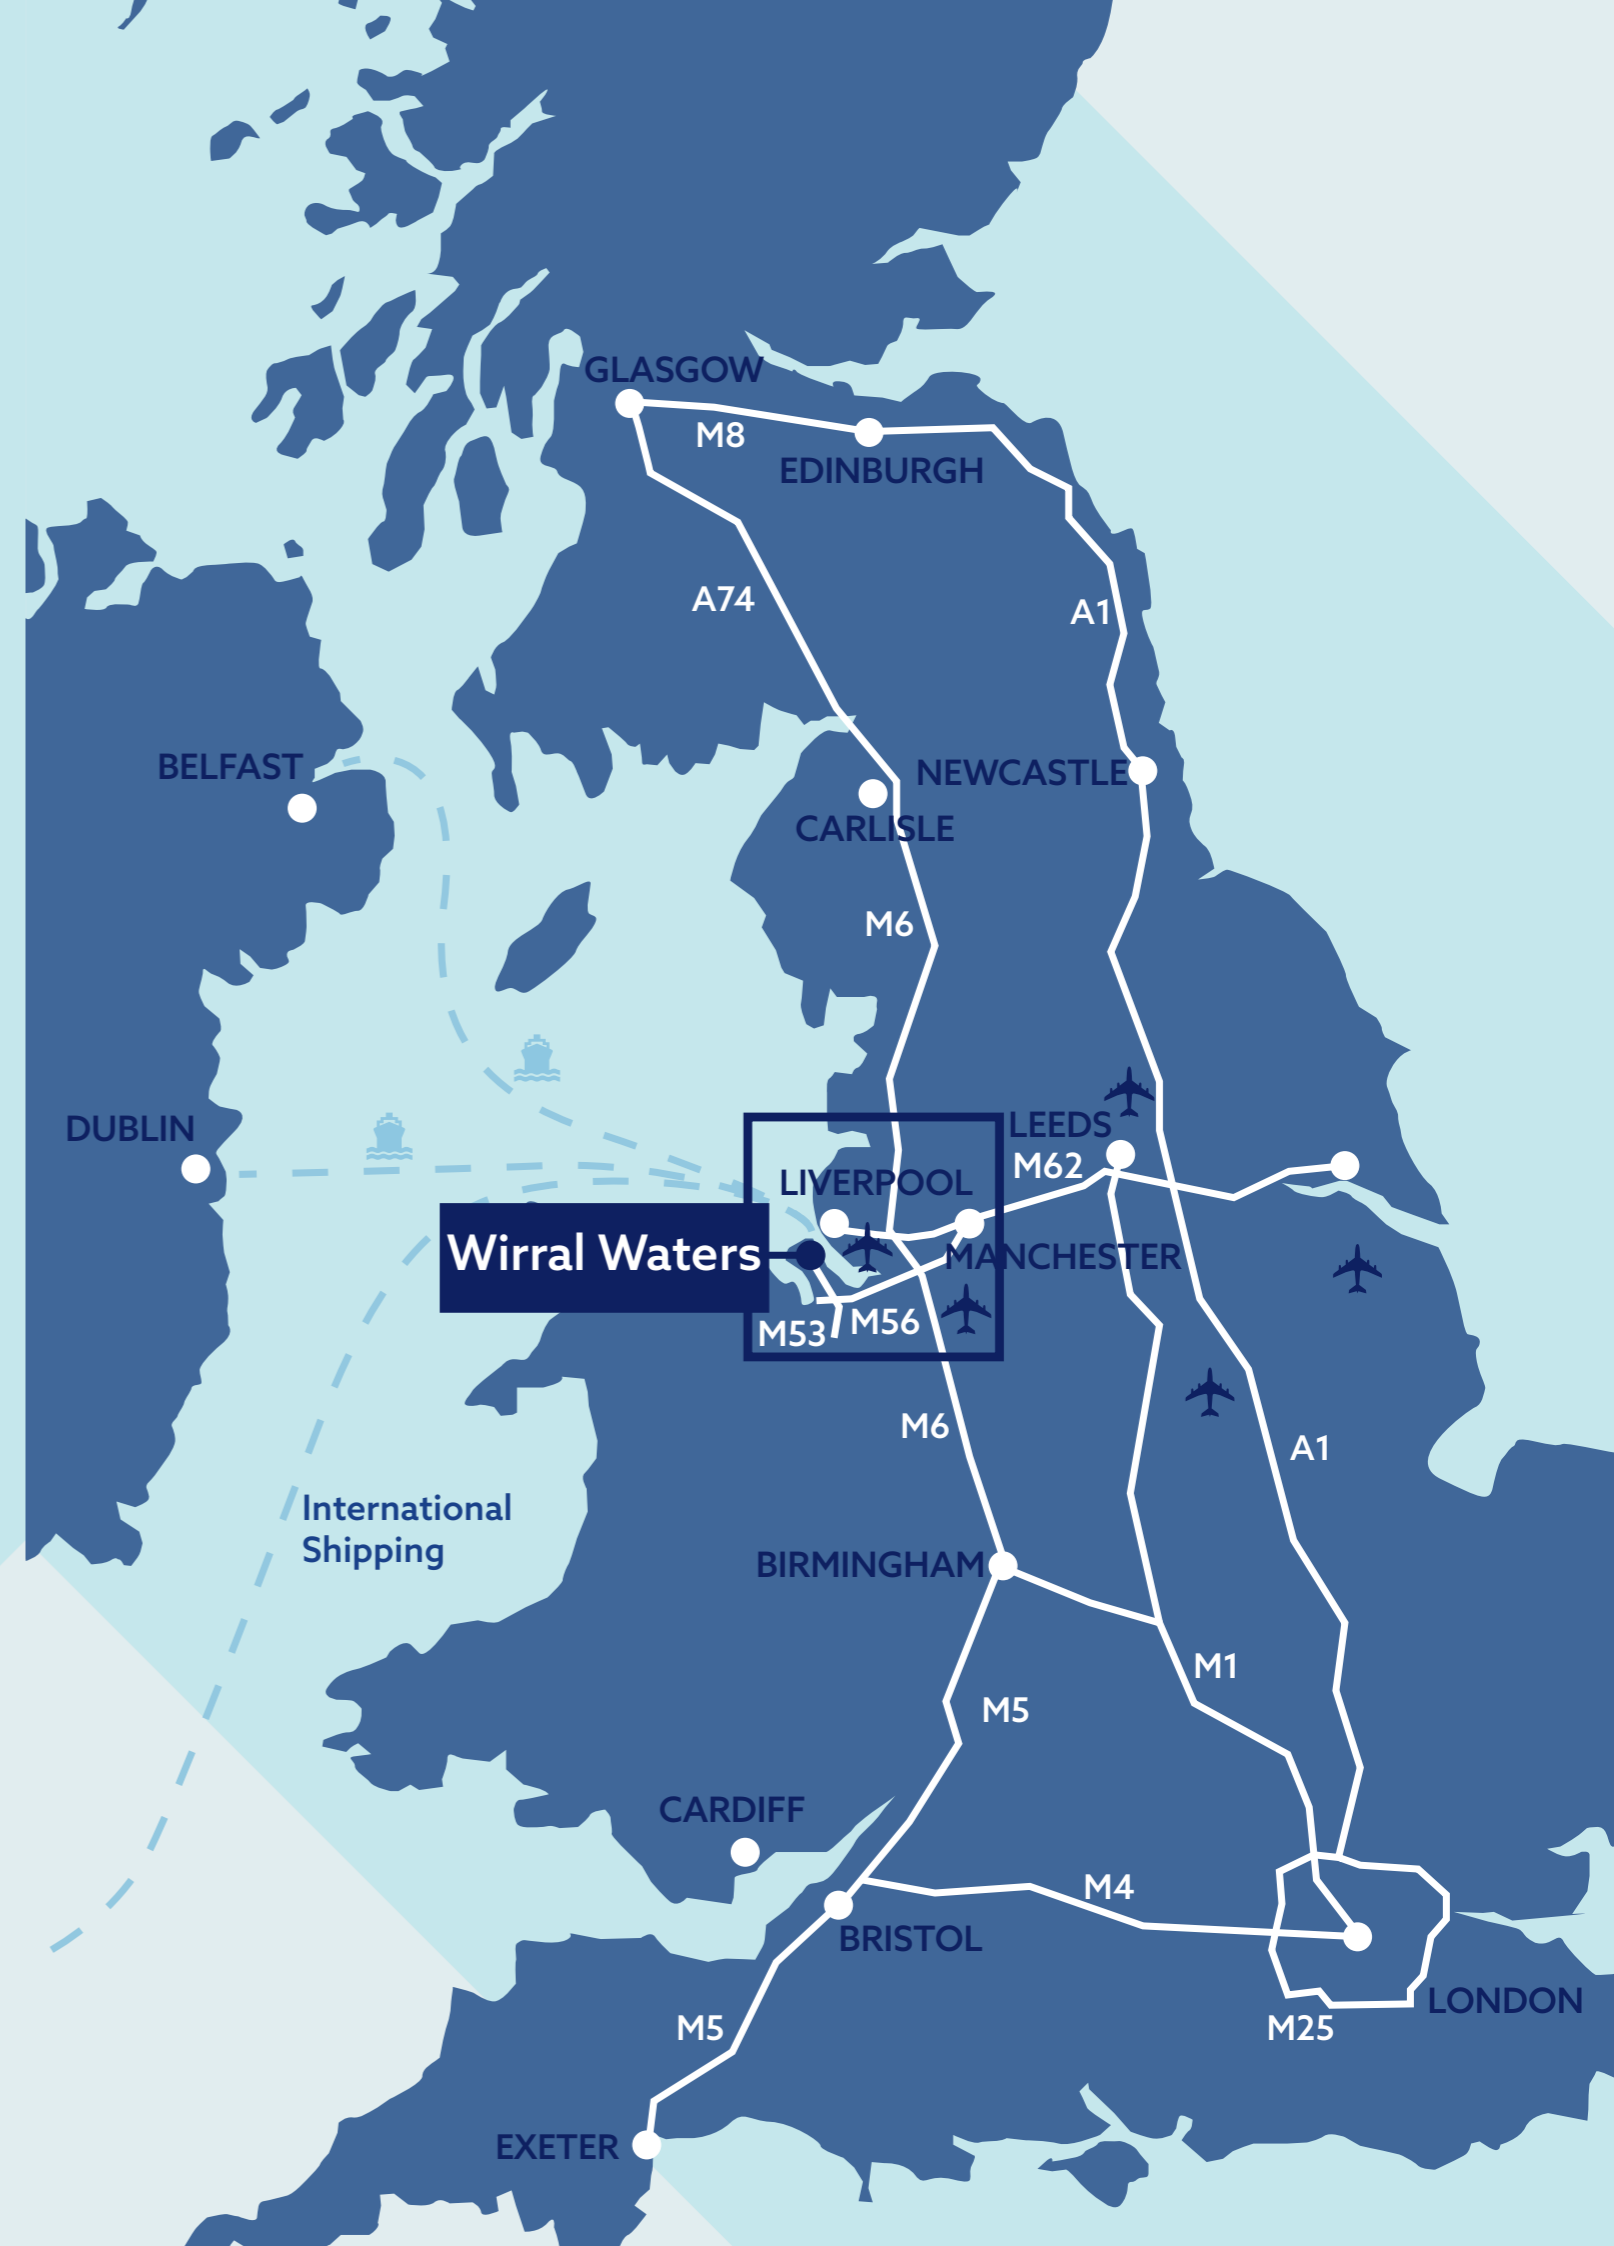 GLASGOW
M8
EDINBURGH
A74
A1
BELFAST
NEWCASTLE
CARLISLE
M6
DUBLIN
LEEDS
M62
LIVERPOOL
Wirral Waters
MANCHESTER
M53
M56
M6
A1
International
Shipping
BIRMINGHAM
M1
M5
CARDIFF
M4
BRISTOL
LONDON
M5
M25
EXETER